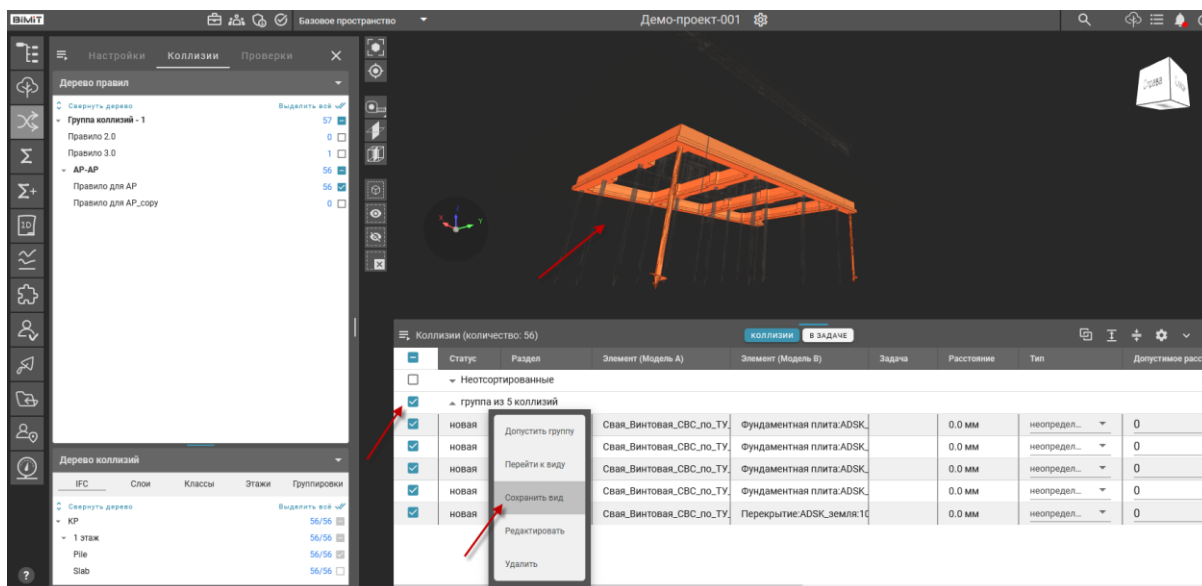 BiMiT Базовое пространство Демо-проект-001
Настройки Коллизии Проверки
Дерево правил
Свернуть дерево Выделить всё
Группа коллизий - 1 57
Правило 2.0 0
Правило 3.0 1
АР-АР 56
Правило для АР 56
Правило для АР_copy 0
X Y Z
Справа
1D
Коллизии (количество: 56) КОЛЛИЗИИ В ЗАДАЧЕ
Статус Раздел Элемент (Модель A) Элемент (Модель B) Задача Расстояние Тип Допустимое расс
Неотсортированные
группа из 5 коллизий
новая Свая_Винтовая_СВС_по_ТУ_ Фундаментная плита:ADSK_ 0.0 мм неопредел... 0
новая Свая_Винтовая_СВС_по_ТУ_ Фундаментная плита:ADSK_ 0.0 мм неопредел... 0
новая Свая_Винтовая_СВС_по_ТУ_ Фундаментная плита:ADSK_ 0.0 мм неопредел... 0
новая Свая_Винтовая_СВС_по_ТУ_ Фундаментная плита:ADSK_ 0.0 мм неопредел... 0
новая Свая_Винтовая_СВС_по_ТУ_ Перекрытие:ADSK_земля:10 0.0 мм неопредел... 0
Допустить группу
Перейти к виду
Сохранить вид
Редактировать
Удалить
Дерево коллизий
IFC Слои Классы Этажи Группировки
Свернуть дерево Выделить всё
КР 56/56
1 этаж 56/56
Pile 56/56
Slab 56/56
?